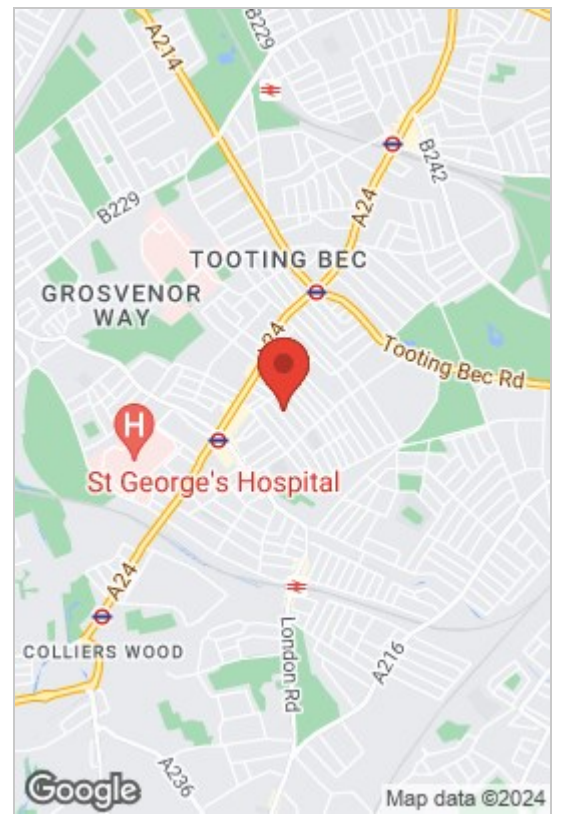 B229
A214
B242
B229
A24
TOOTING BEC
GROSVENOR
WAY
A24
Tooting Bec Rd
H
St George's Hospital
A24
London Rd
COLLIERS WOOD
A216
A236
Google
Map data ©2024